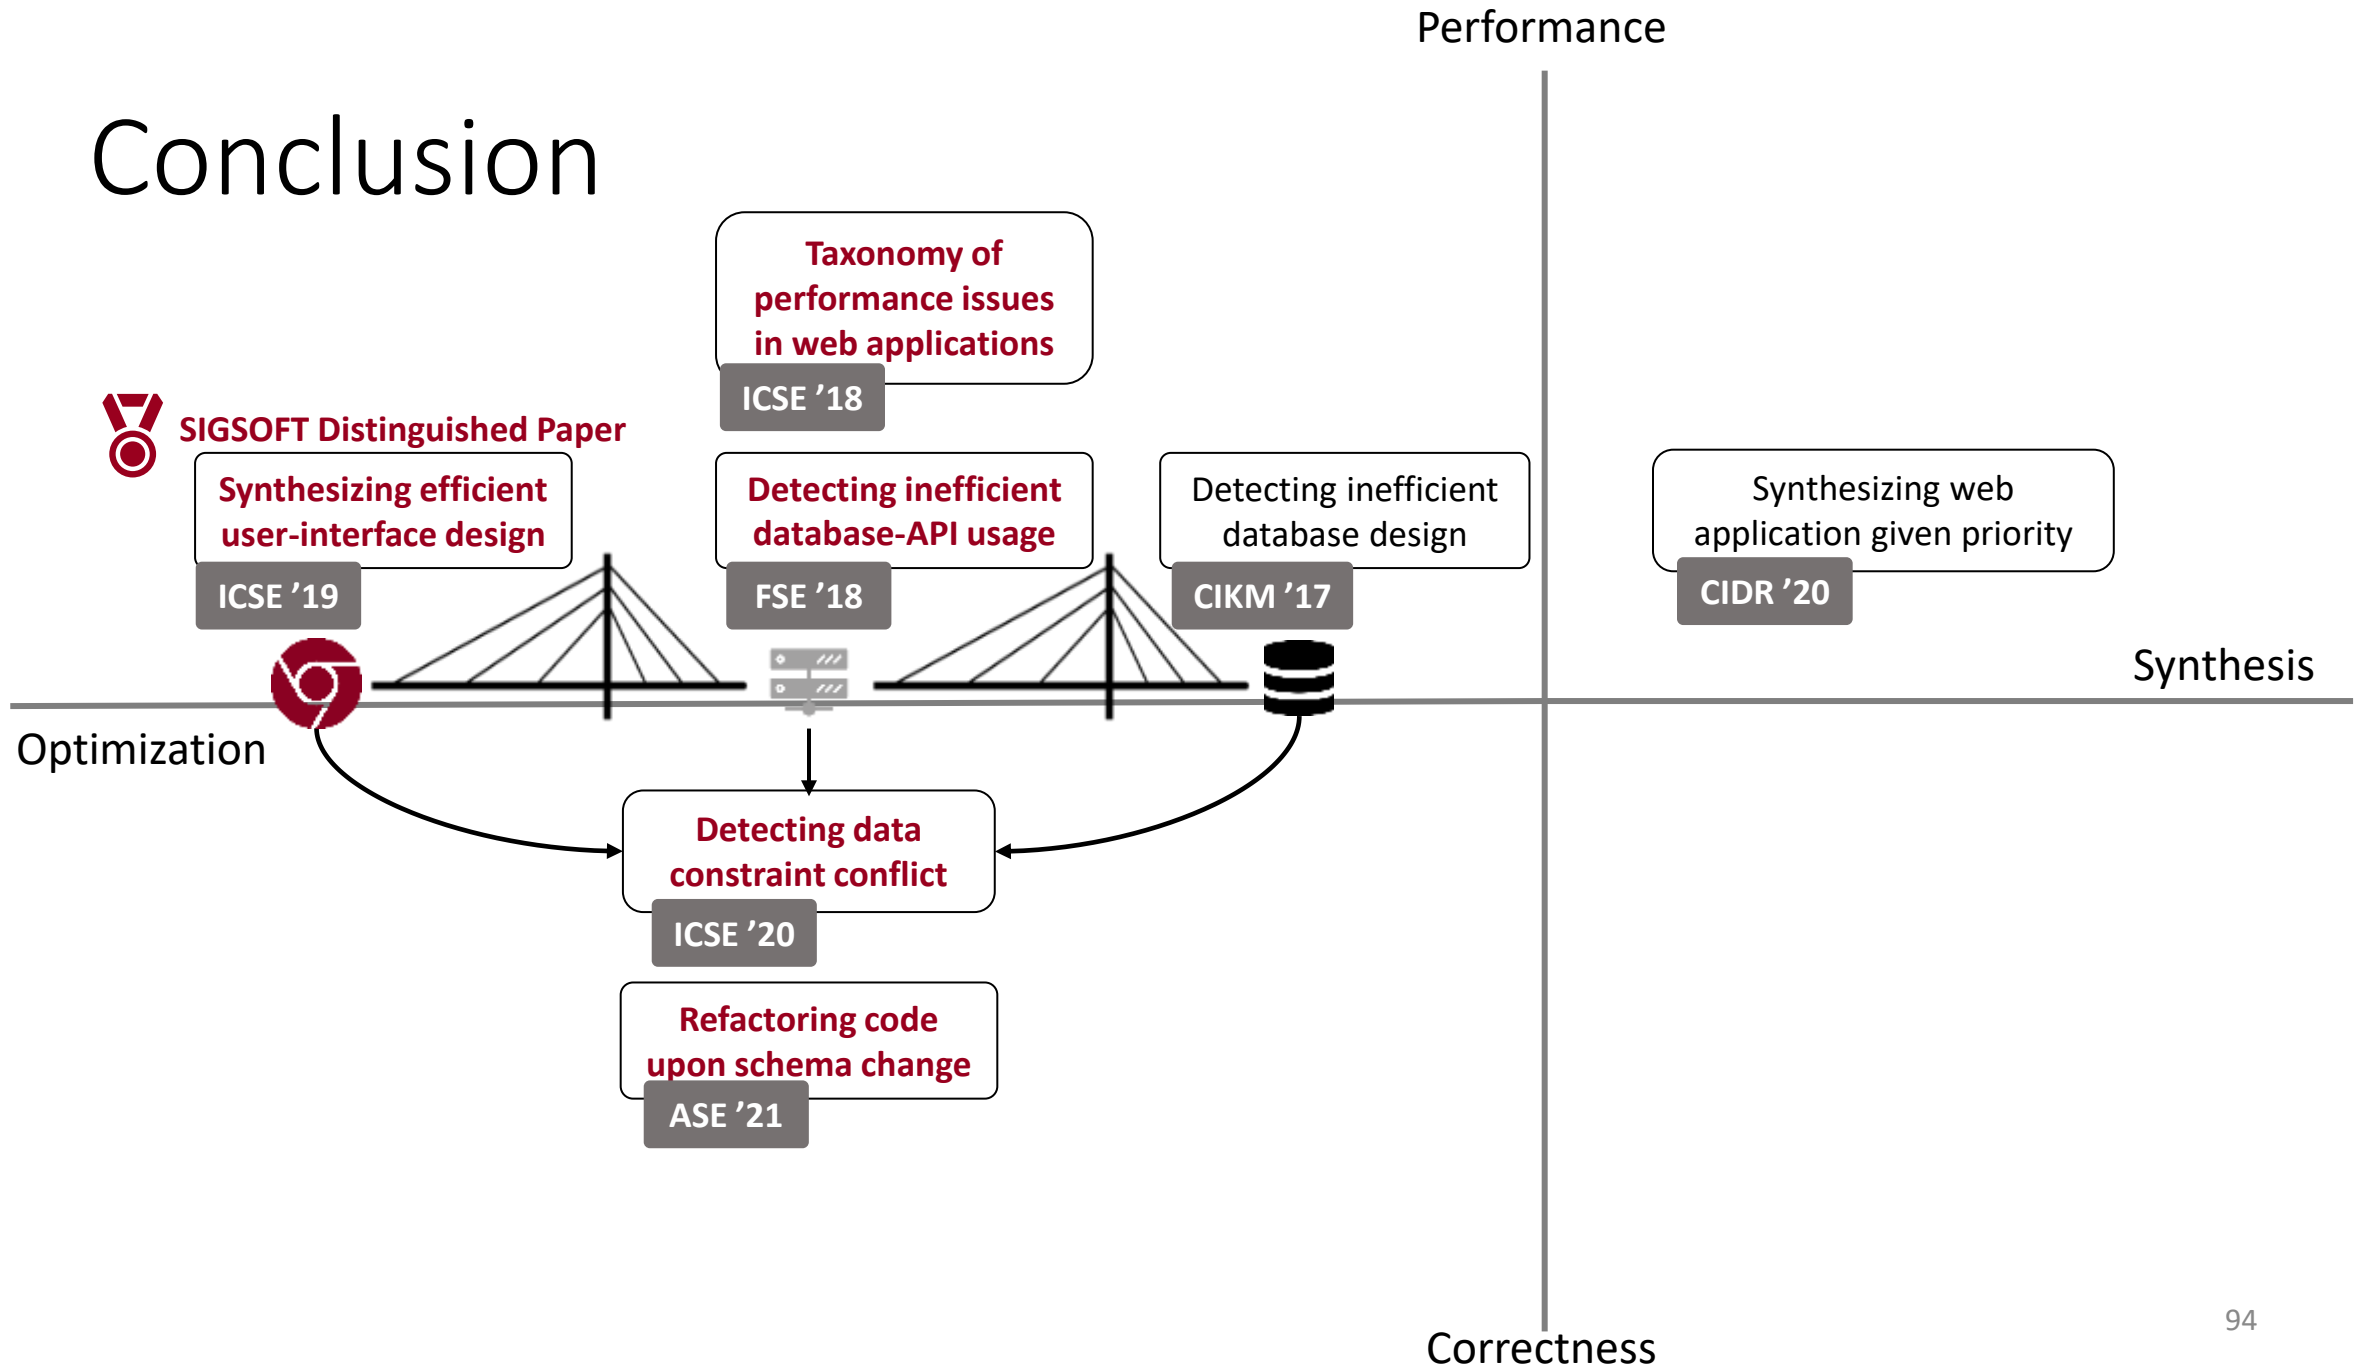 Performance
Conclusion
Taxonomy of
performance issues
in web applications
ICSE ’18
SIGSOFT Distinguished Paper
Synthesizing efficient
user-interface design
ICSE ’19
Detecting inefficient
database-API usage
FSE ’18
Detecting inefficient
database design
CIKM ’17
Synthesizing web
application given priority
CIDR ’20
Synthesis
Optimization
Detecting data
constraint conflict
ICSE ’20
Refactoring code
upon schema change
ASE ’21
94
Correctness